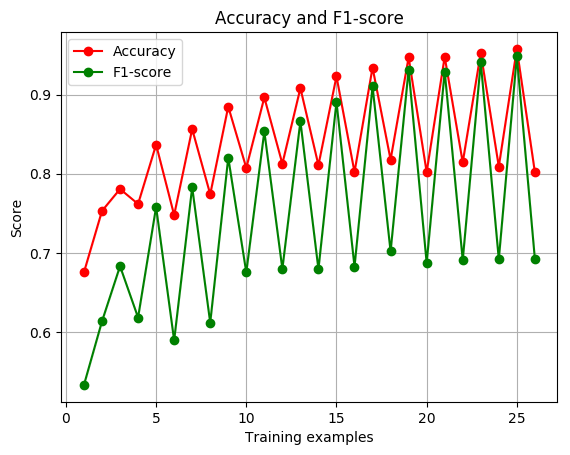 Accuracy and F1-score
Accuracy
F1-score
Score
0.9
0.8
0.7
0.6
0 5 10 15 20 25
Training examples